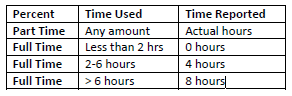 Percent Time Used Time Reported
Part Time Any amount Actual hours
Full Time Less than 2 hrs 0 hours
Full Time 2-6 hours 4 hours
Full Time > 6 hours 8 hours